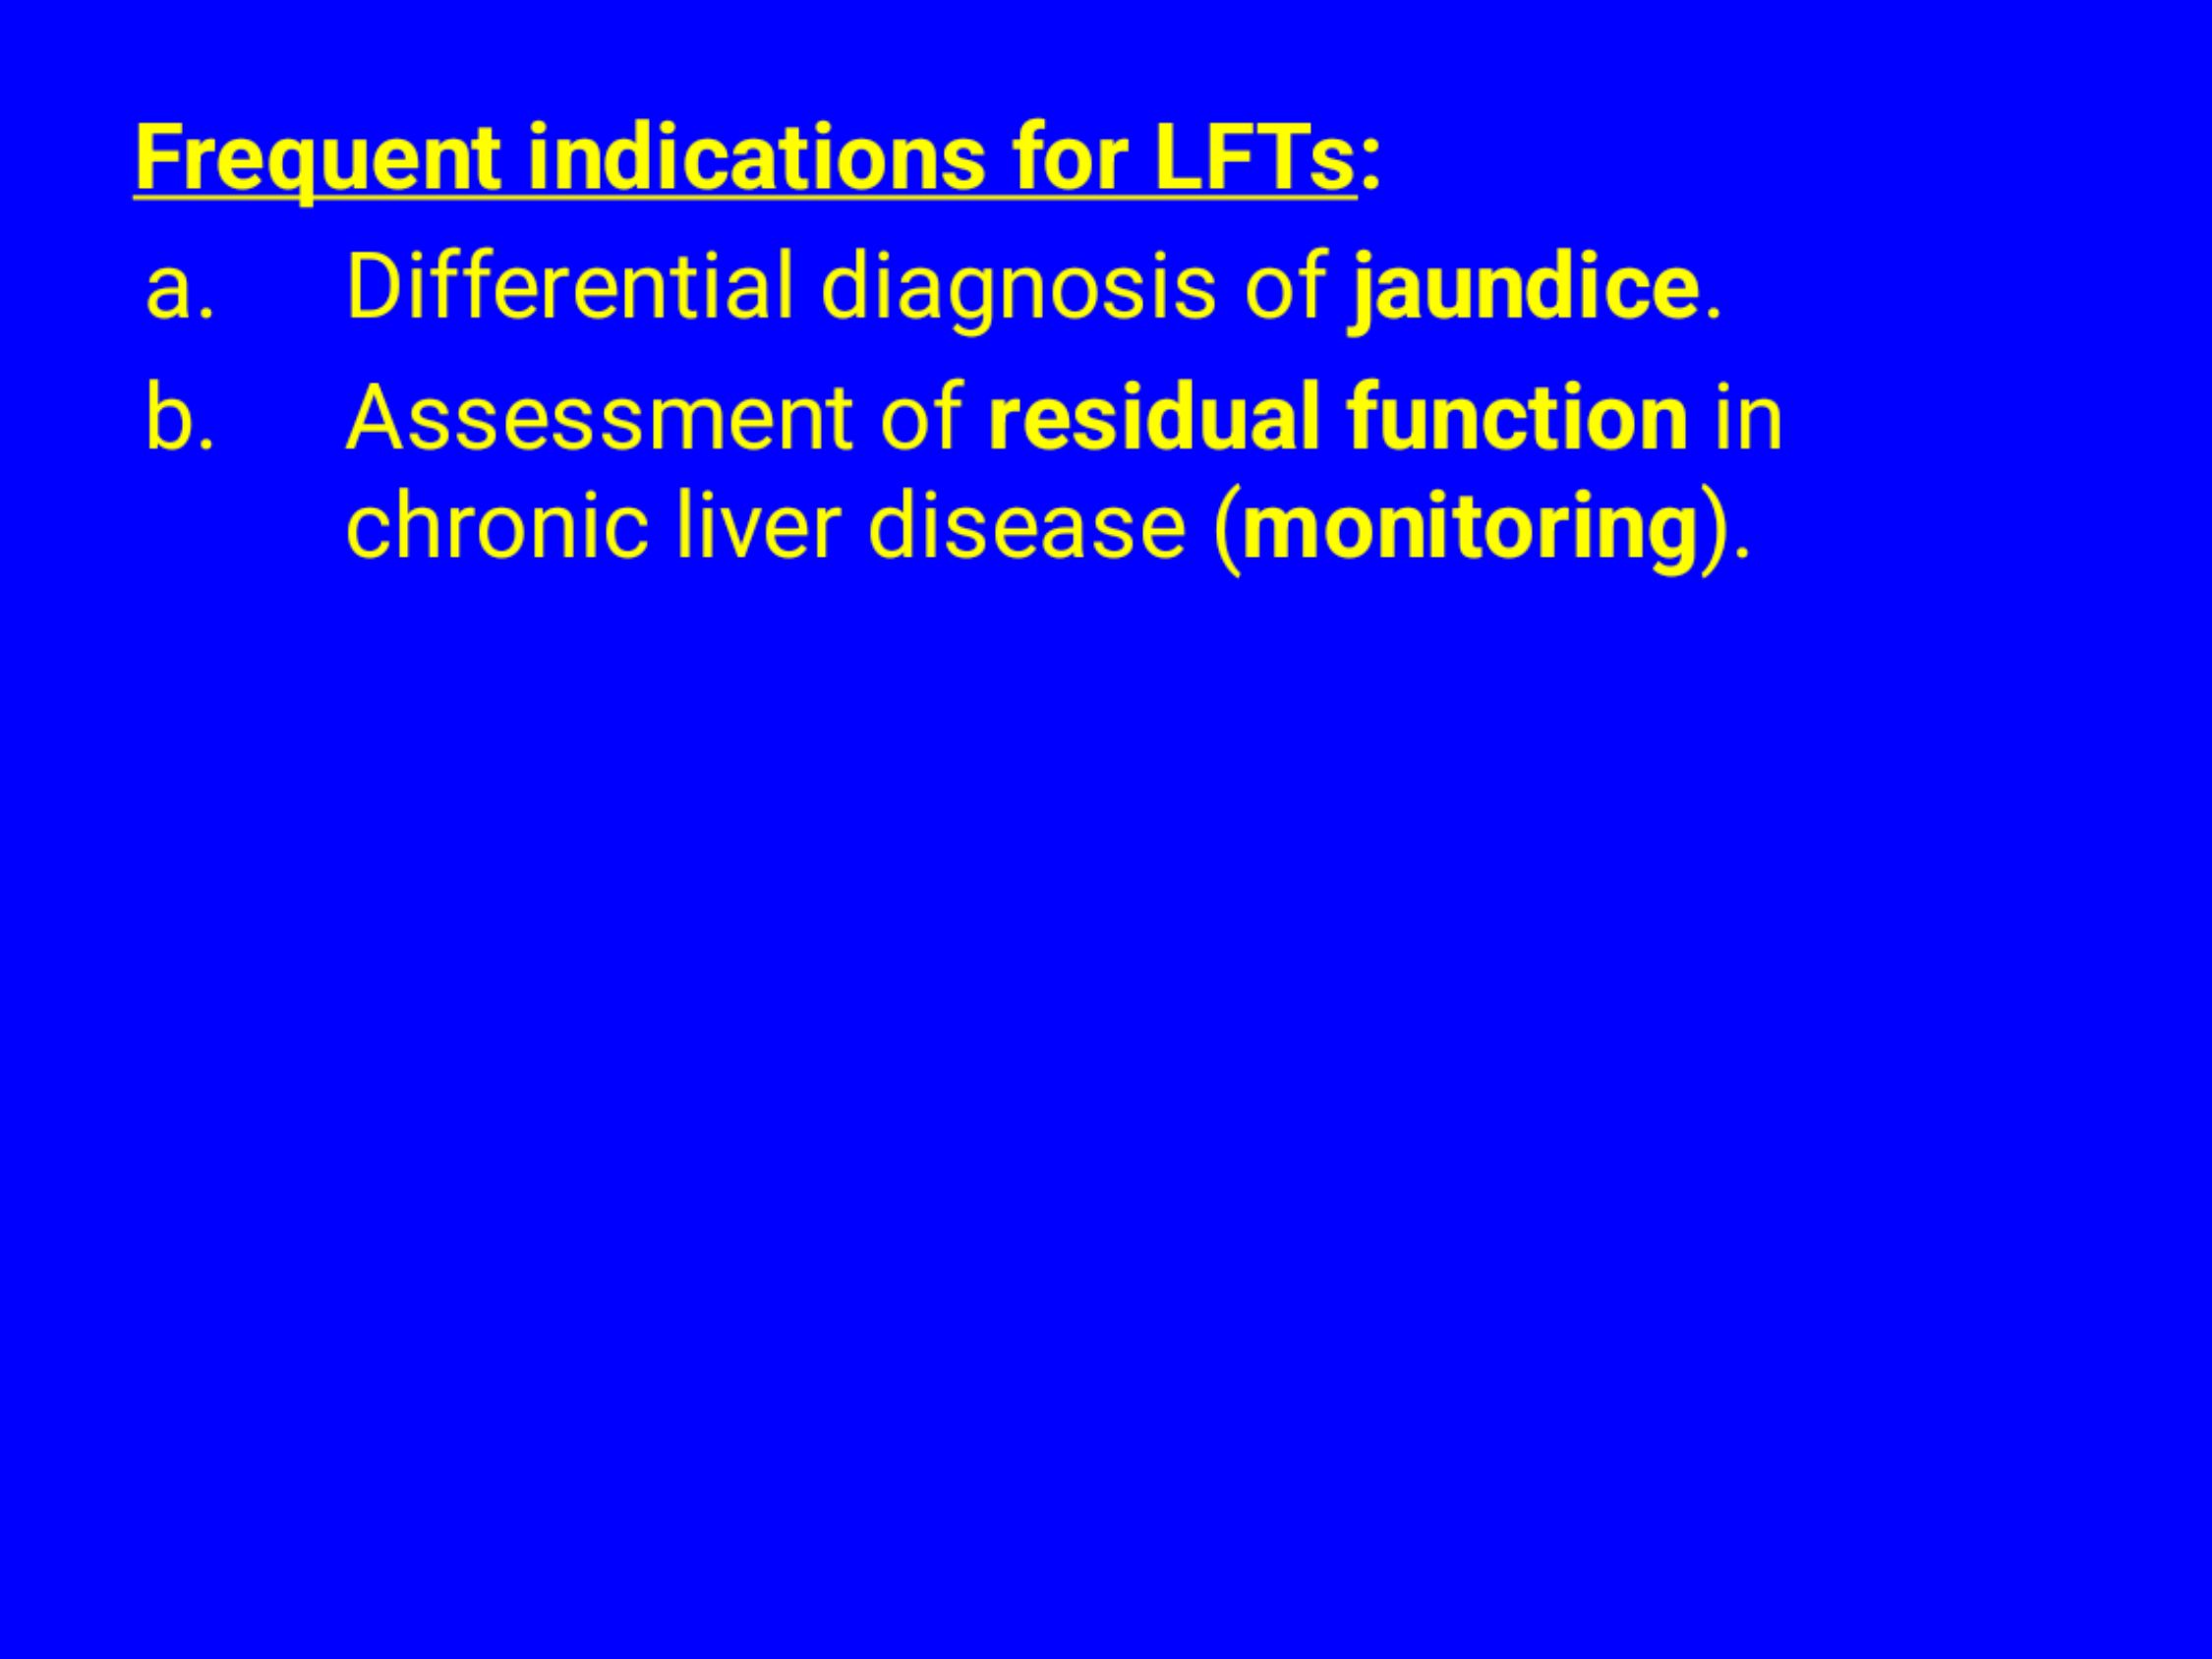 Frequent indications for LFTs:
a. Differential diagnosis of jaundice.
b. Assessment of residual function in
chronic liver disease (monitoring).